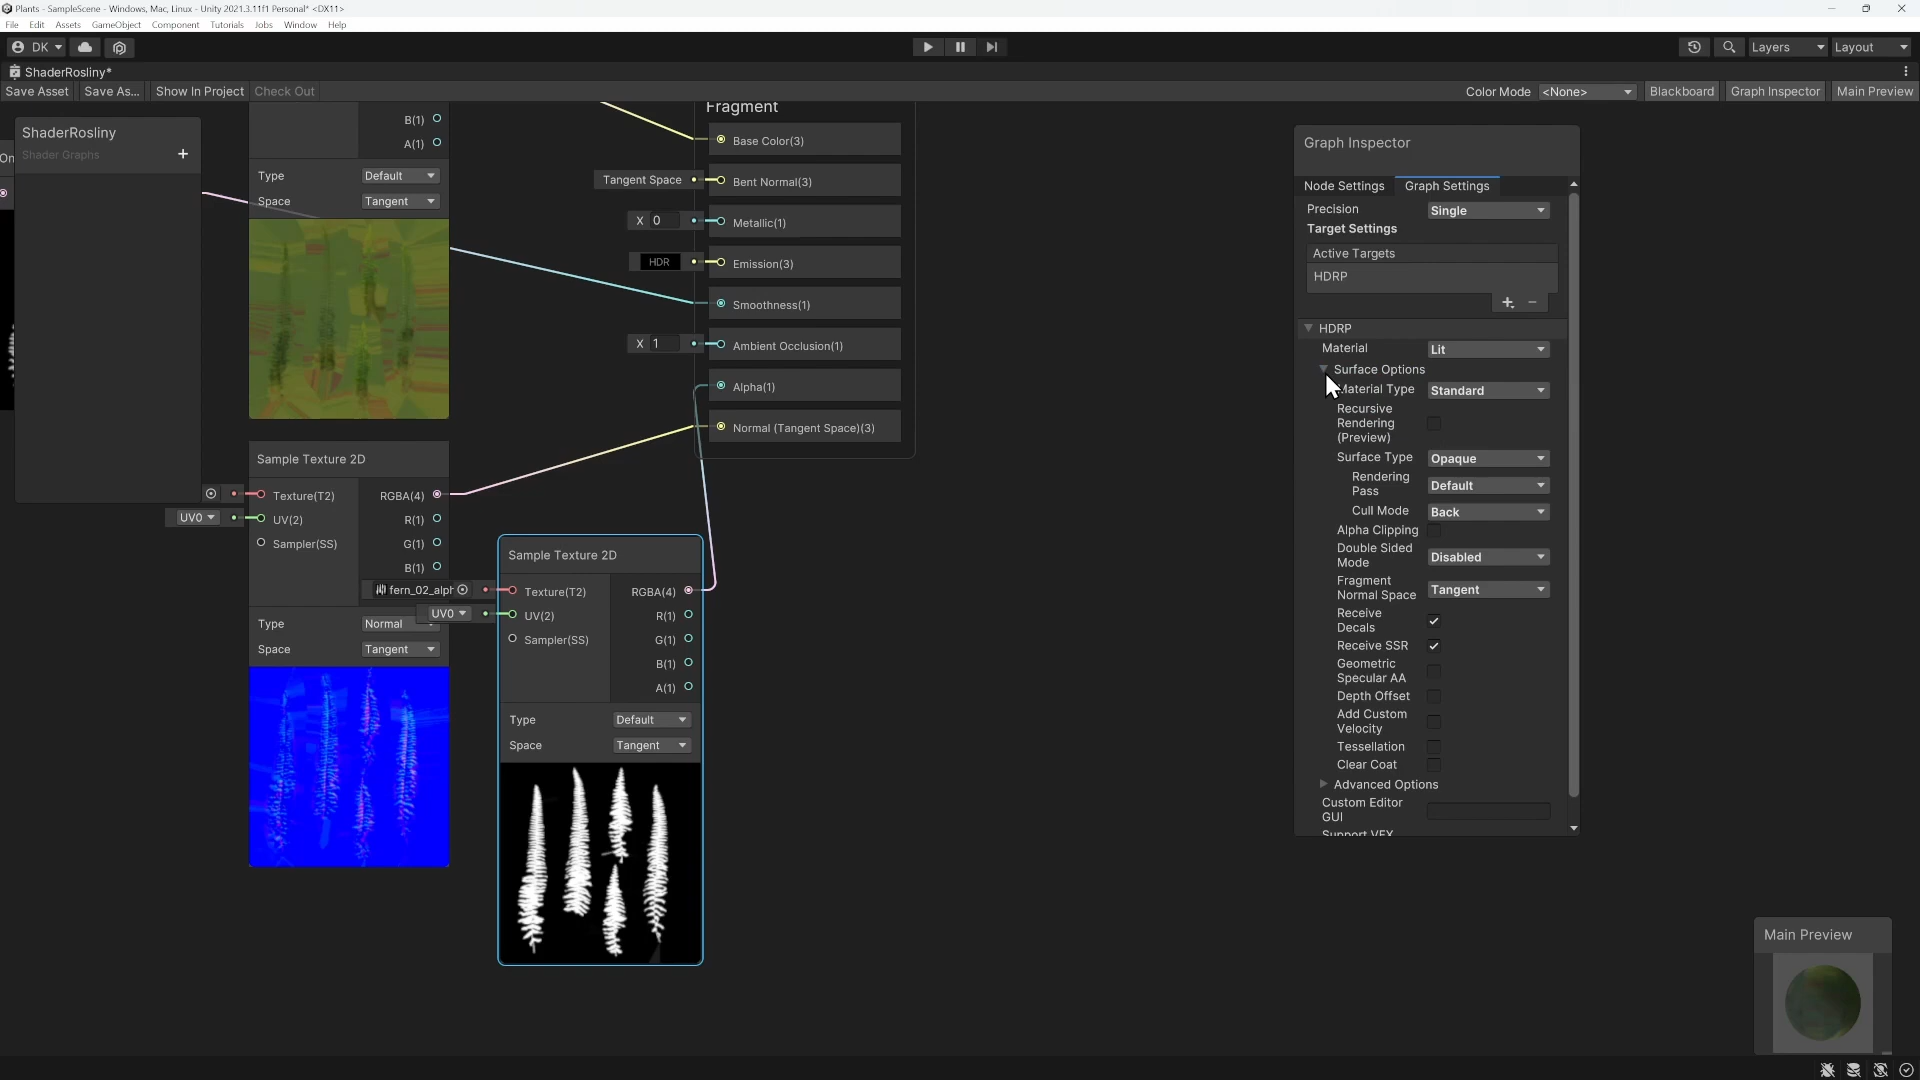 Plants - SampleScene - Windows, Mac, Linux - Unity 2021.3.11f1 Personal* <DX11>
File Edit Assets GameObject Component Tutorials Jobs Window Help
DK
Layers
Layout
ShaderRosliny*
Save Asset
Save As...
Show In Project
Check Out
Color Mode
<None>
Blackboard
Graph Inspector
Main Preview
ShaderRosliny
Shader Graphs
+
On
B(1)
A(1)
Type
Default
Space
Tangent
Fragment
Base Color(3)
Tangent Space
Bent Normal(3)
X 0
Metallic(1)
HDR
Emission(3)
Smoothness(1)
X 1
Ambient Occlusion(1)
Alpha(1)
Normal (Tangent Space)(3)
Sample Texture 2D
Texture(T2)
RGBA(4)
UV0
UV(2)
R(1)
Sampler(SS)
G(1)
B(1)
Type
Normal
Space
Tangent
Sample Texture 2D
fern_02_alph
Texture(T2)
RGBA(4)
UV0
UV(2)
R(1)
Sampler(SS)
G(1)
B(1)
A(1)
Type
Default
Space
Tangent
Graph Inspector
Node Settings
Graph Settings
Precision
Single
Target Settings
Active Targets
HDRP
HDRP
Material
Lit
Surface Options
Material Type
Standard
Recursive
Rendering
(Preview)
Surface Type
Opaque
Rendering
Pass
Default
Cull Mode
Back
Alpha Clipping
Double Sided
Mode
Disabled
Fragment
Normal Space
Tangent
Receive
Decals
Receive SSR
Geometric
Specular AA
Depth Offset
Add Custom
Velocity
Tessellation
Clear Coat
Advanced Options
Custom Editor
GUI
Support VFX
Main Preview